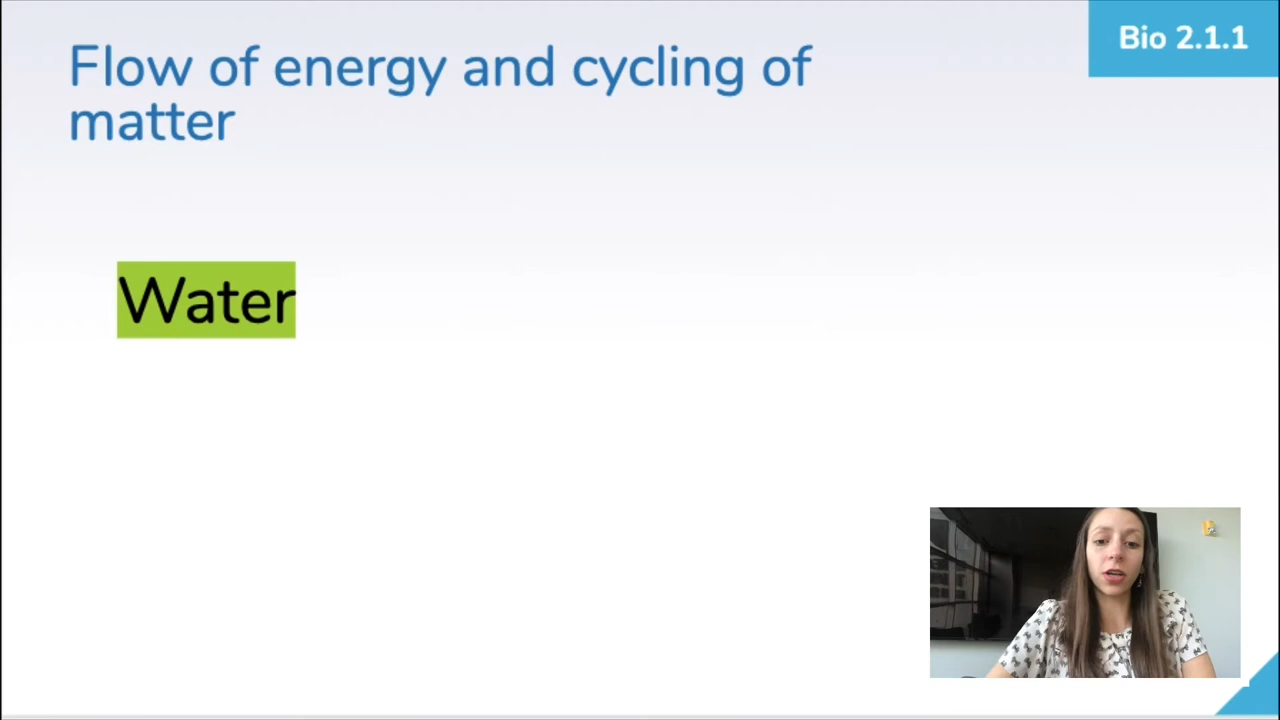 Bio 2.1.1
Flow of energy and cycling of
matter
Water